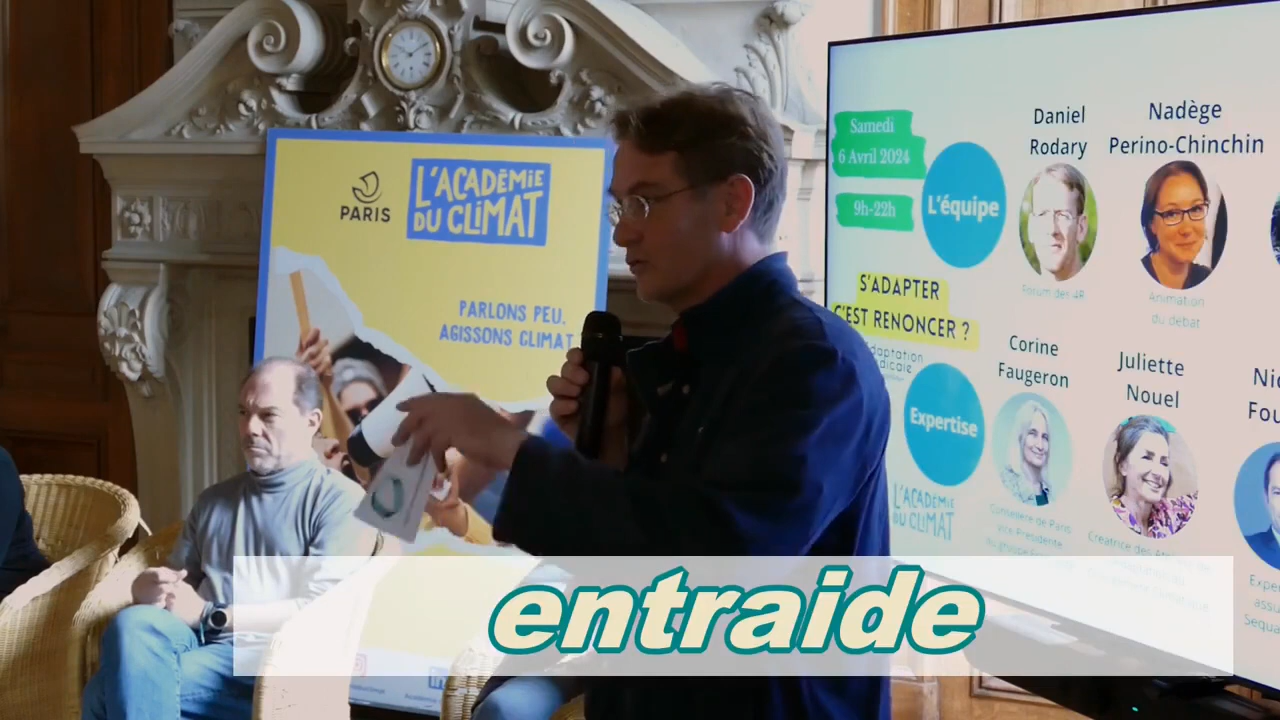 PARIS
L'ACADÉMIE
DU CLIMAT
PARLONS PEU.
AGISSONS CLIMAT
Samedi
6 Avril 2024
9h-22h
L'équipe
Daniel
Rodary
Forum des 4R
Nadège
Perino-Chinchin
Animation
du débat
S'ADAPTER
C'EST RENONCER ?
Expertise
Corine
Faugeron
Juliette
Nouel
L'ACADÉMIE
DU CLIMAT
entraide